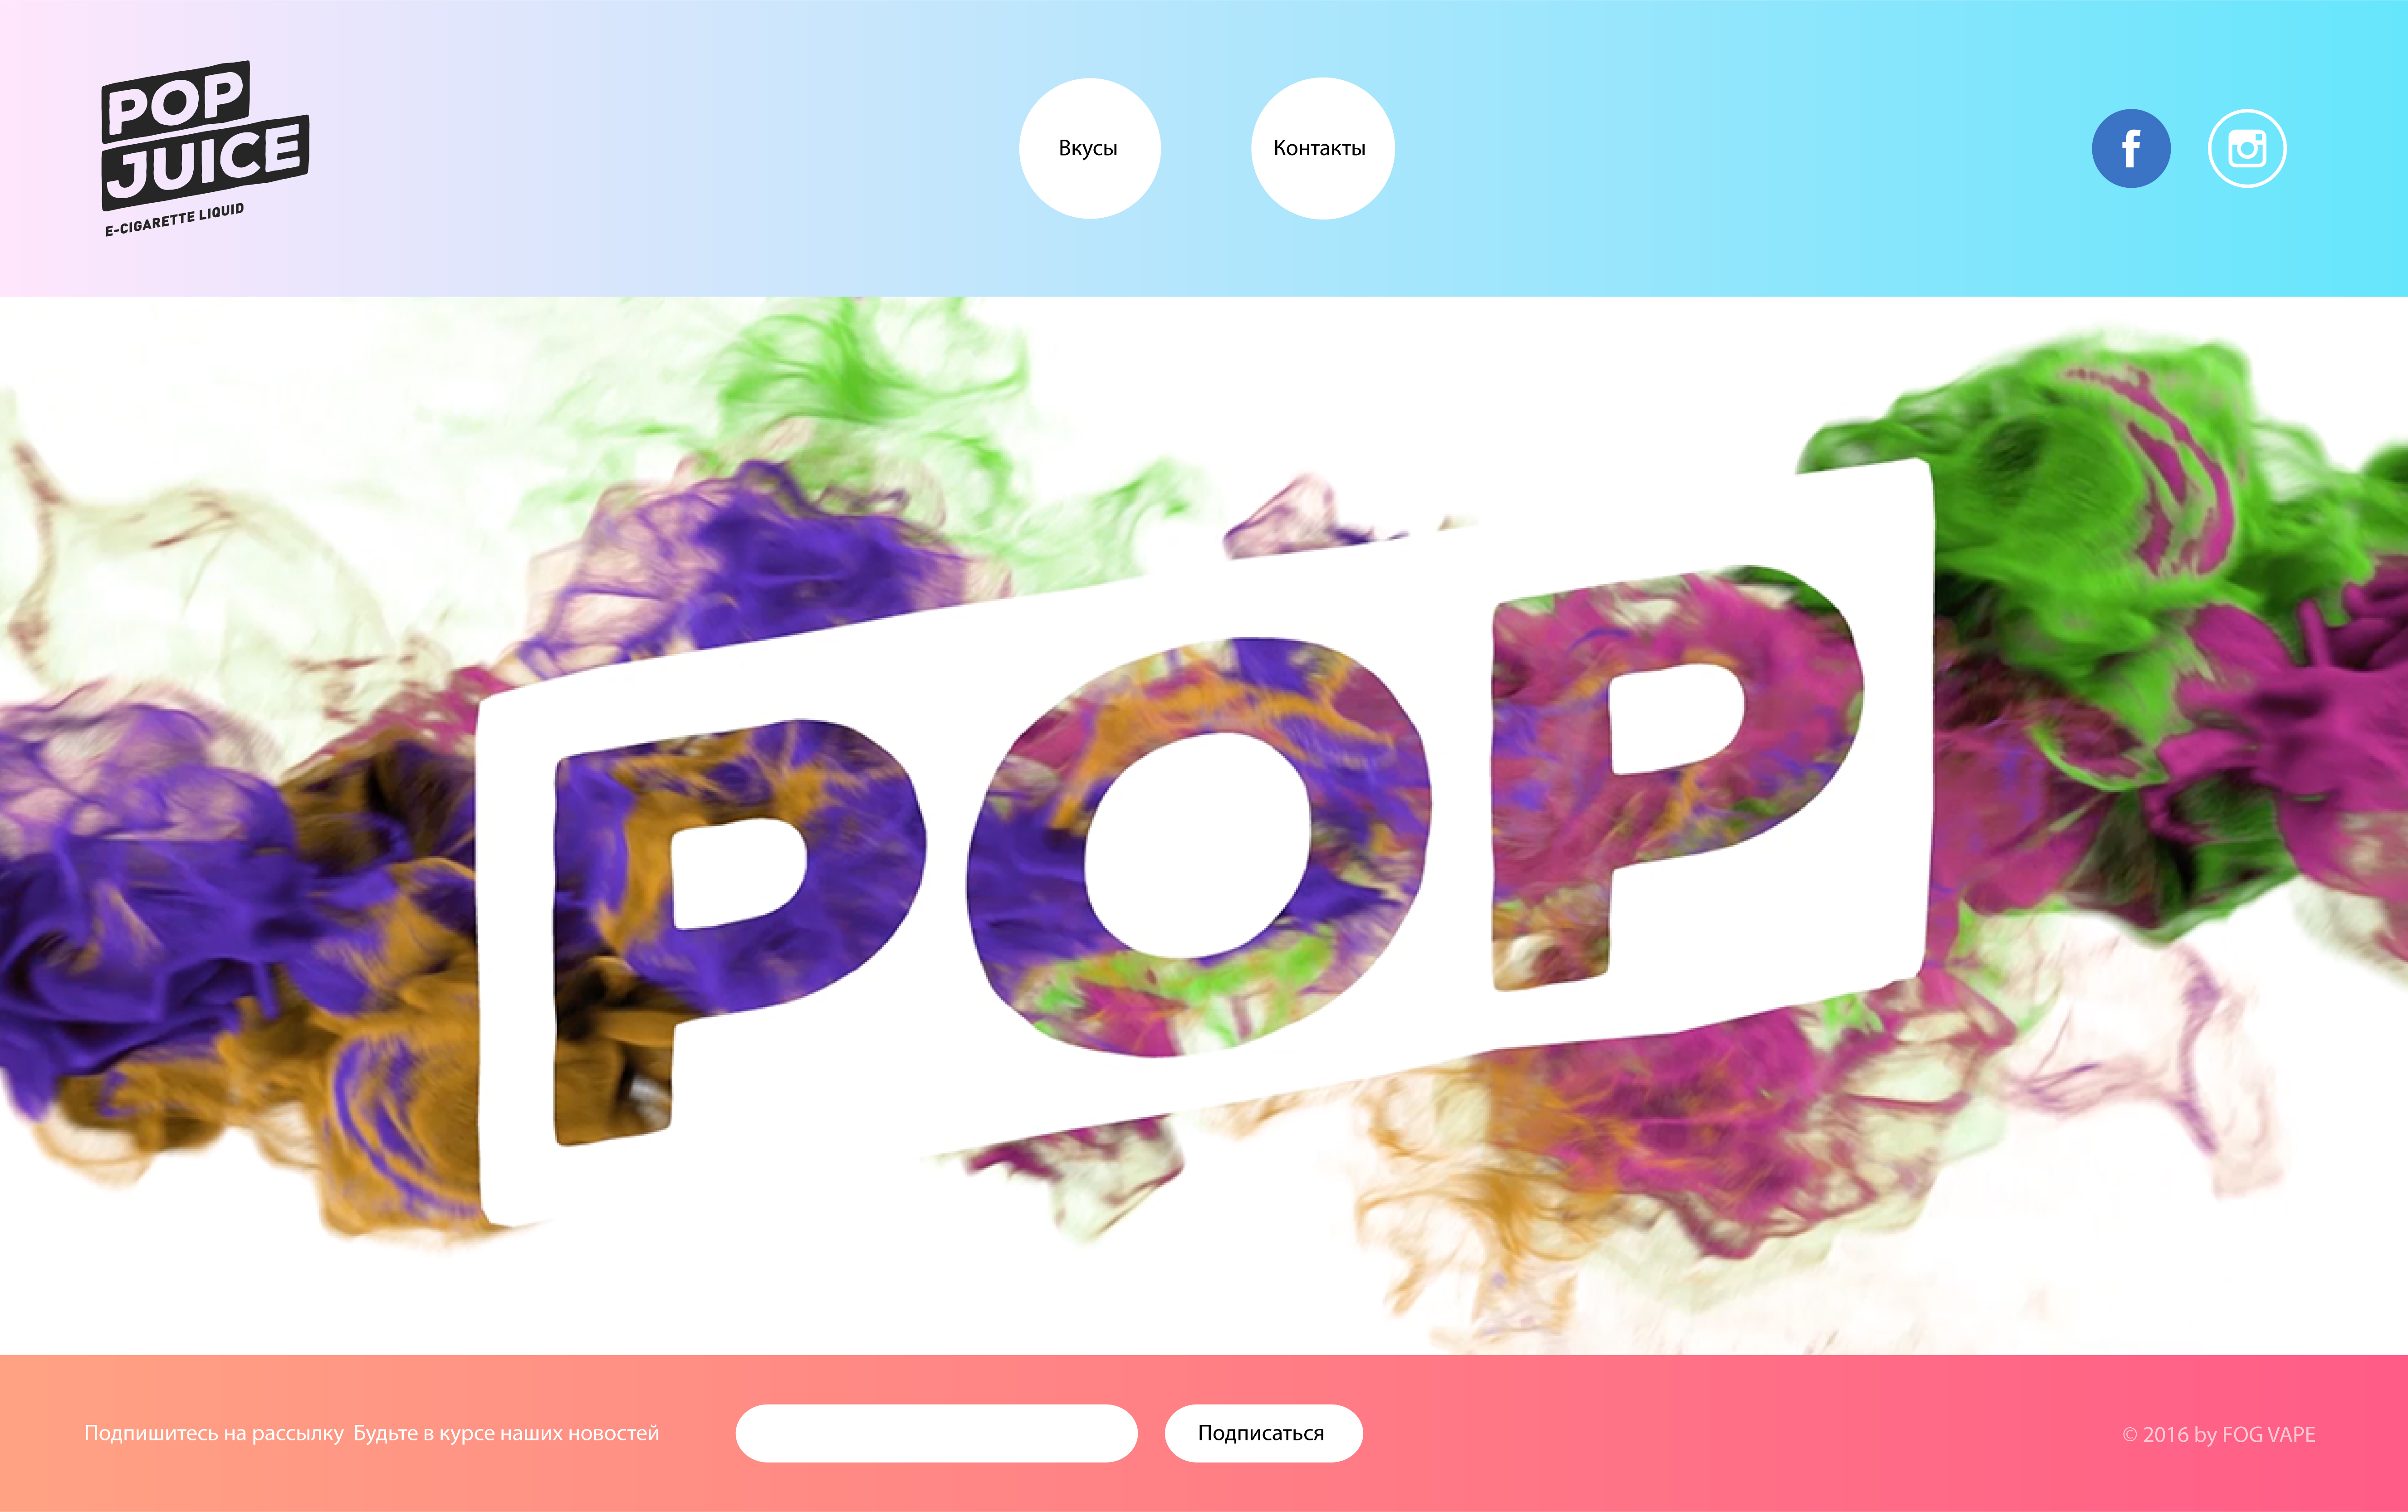 POP
JUICE
E-CIGARETTE LIQUID
Вкусы
Контакты
f
POP
Подпишитесь на рассылку  Будьте в курсе наших новостей
Подписаться
© 2016 by FOG VAPE